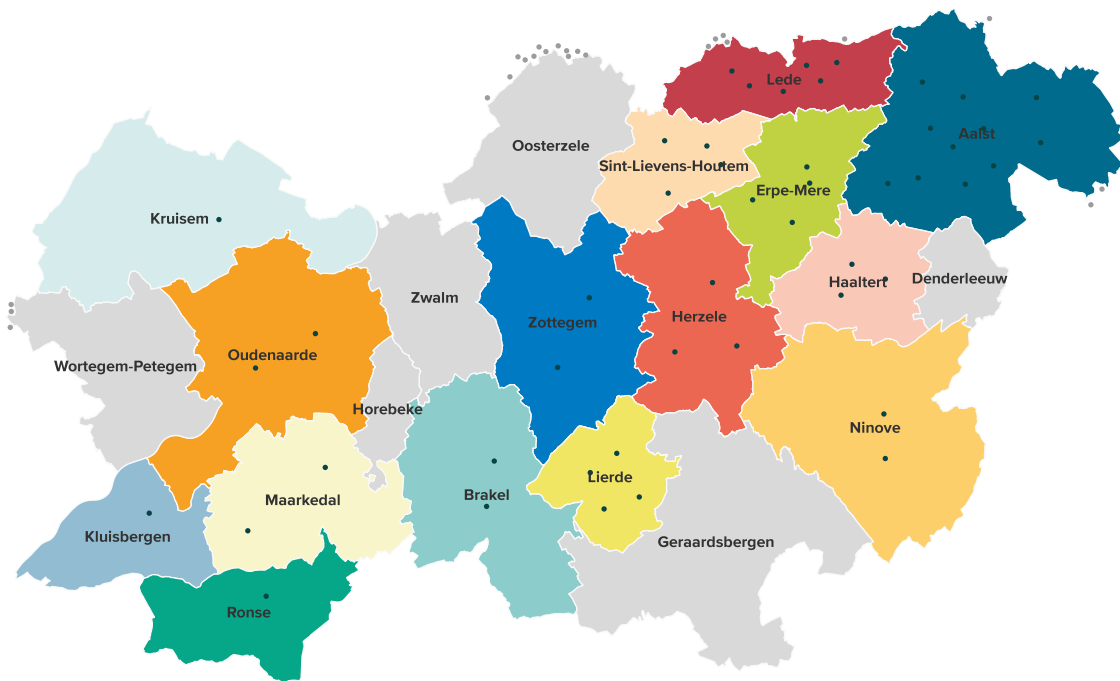 Lede
Aalst
Oosterzele
Sint-Lievens-Houtem
Erpe-Mere
Kruisem
Haaltert
Denderleeuw
Zwalm
Zottegem
Herzele
Oudenaarde
Wortegem-Petegem
Horebeke
Ninove
Lierde
Brakel
Maarkedal
Kluisbergen
Geraardsbergen
Ronse